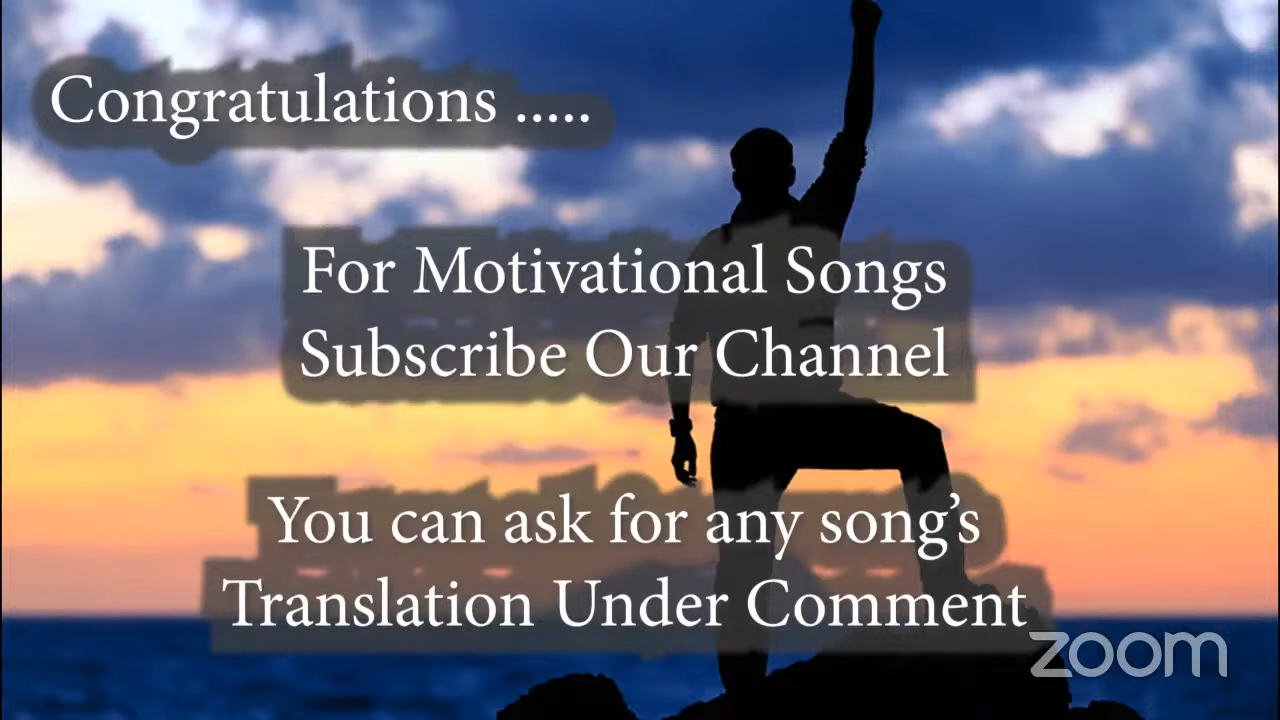 Congratulations .....
For Motivational Songs
Subscribe Our Channel
You can ask for any song's
Translation Under Comment
zoom